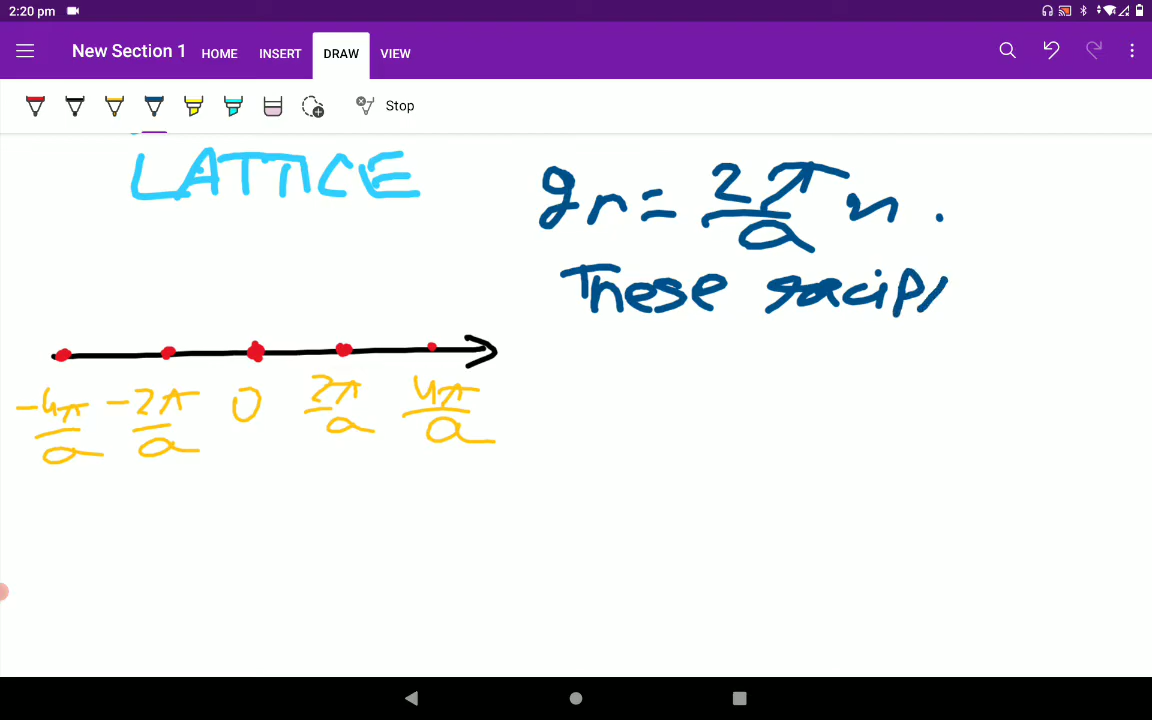 2:20 pm
New Section 1 HOME INSERT DRAW VIEW
Stop
LATTICE
gn = 2π/a n .
These
-4π/a -2π/a 0 2π/a 4π/a